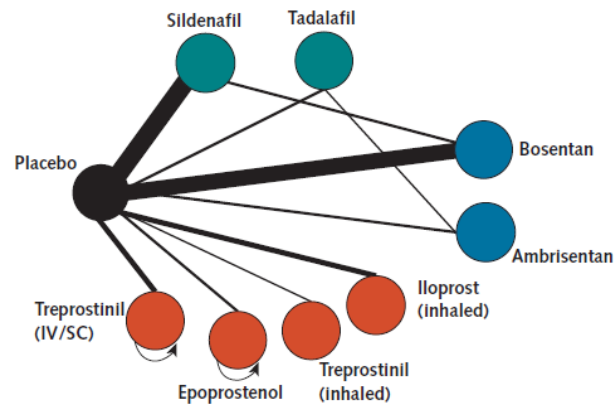 Sildenafil
Tadalafil
Placebo
Bosentan
Ambrisentan
Iloprost
(inhaled)
Treprostinil
(IV/SC)
Epoprostenol
Treprostinil
(inhaled)